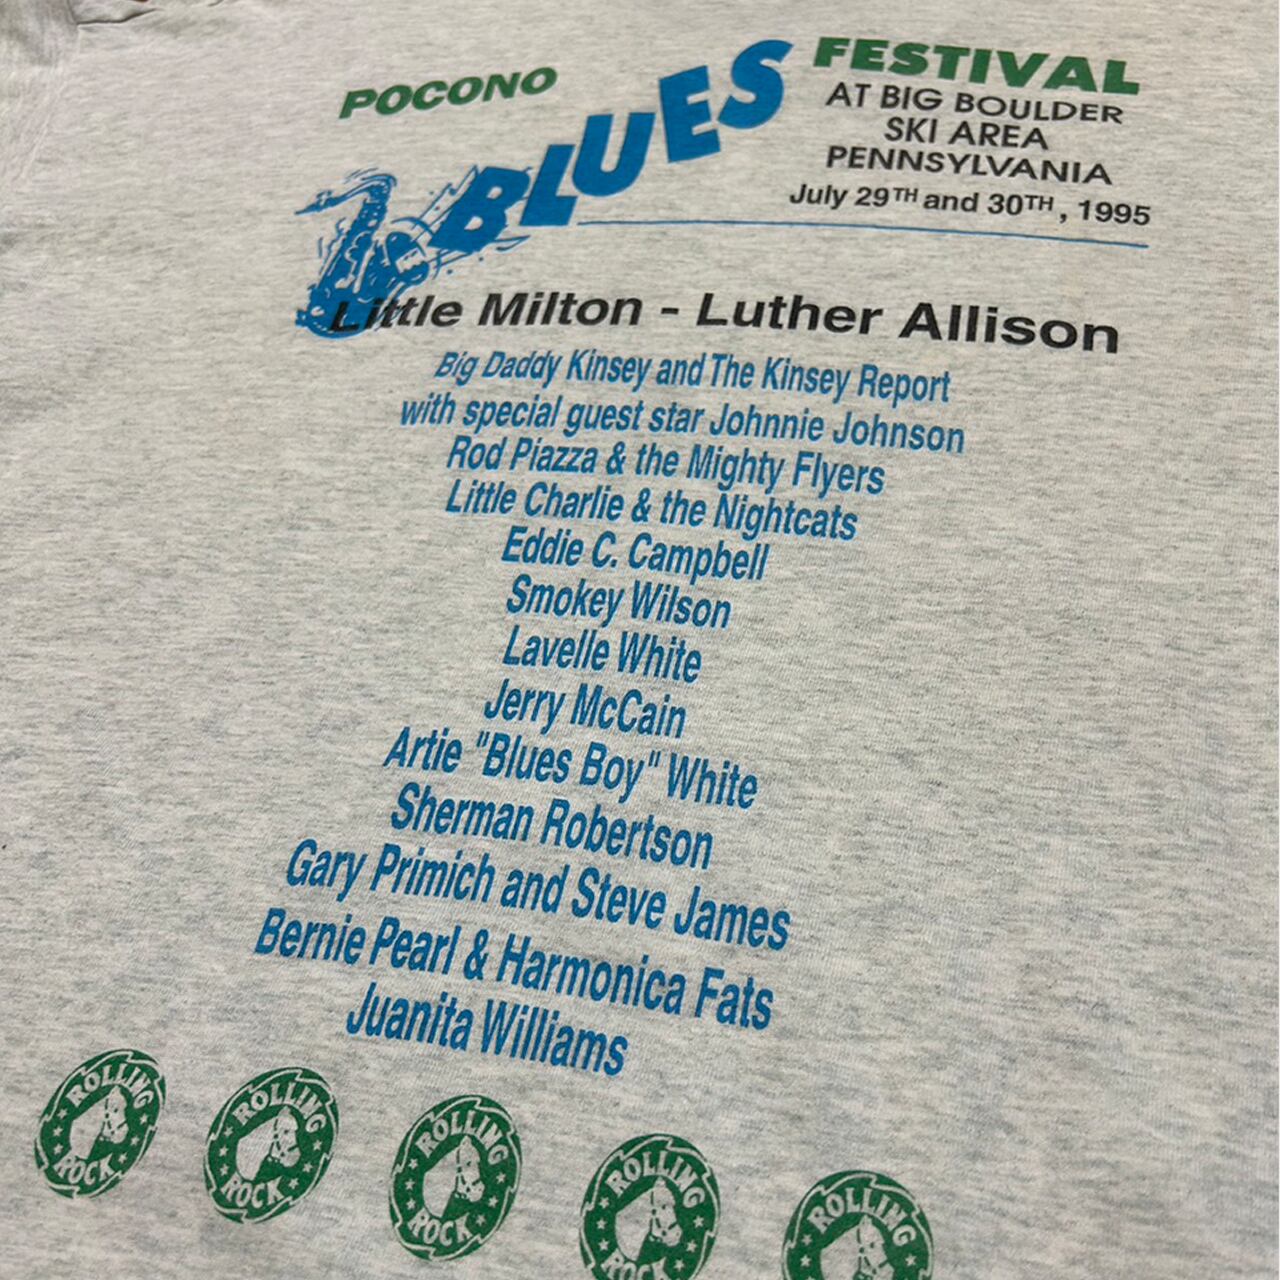 POCONO
BLUES
FESTIVAL
AT BIG BOULDER
SKI AREA
PENNSYLVANIA
July 29TH and 30TH, 1995
Little Milton - Luther Allison
Big Daddy Kinsey and The Kinsey Report
with special guest star Johnnie Johnson
Rod Piazza & the Mighty Flyers
Little Charlie & the Nightcats
Eddie C. Campbell
Smokey Wilson
Lavelle White
Jerry McCain
Artie "Blues Boy" White
Sherman Robertson
Gary Primich and Steve James
Bernie Pearl & Harmonica Fats
Juanita Williams
ROLLING
ROCK
ROLLING
ROCK
ROLLING
ROCK
ROLLING
ROCK
ROLLING